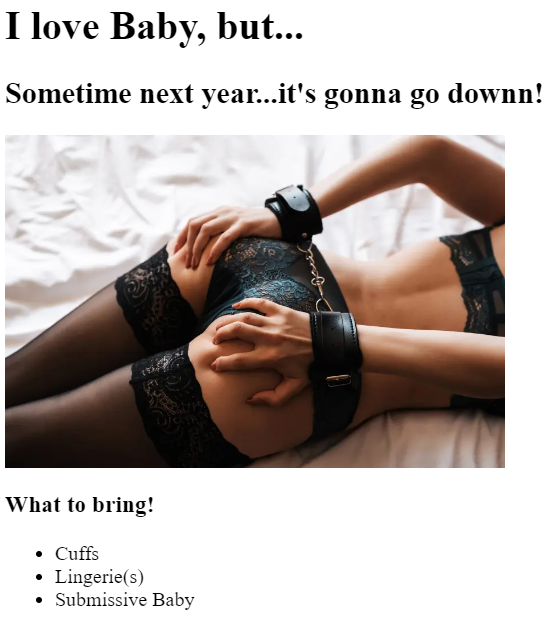 I love Baby, but...
Sometime next year...it's gonna go downn!
What to bring!
Cuffs
Lingerie(s)
Submissive Baby